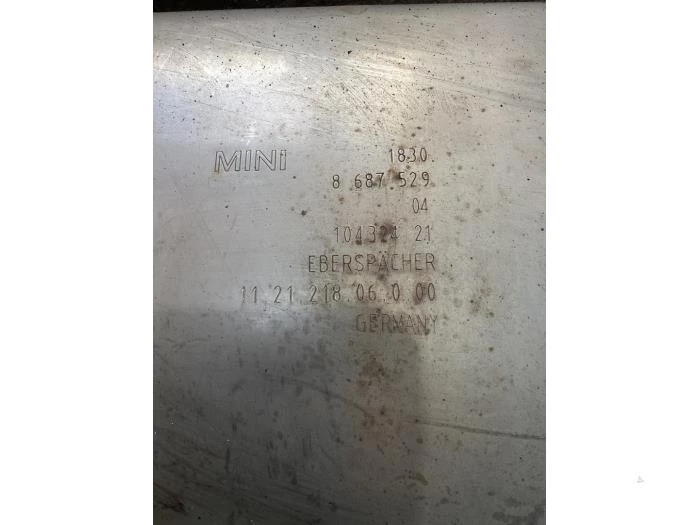 MINI 1830.
8 687 529
04
104324 21
EBERSPÄCHER
11.21.218.06.0.00
GERMANY